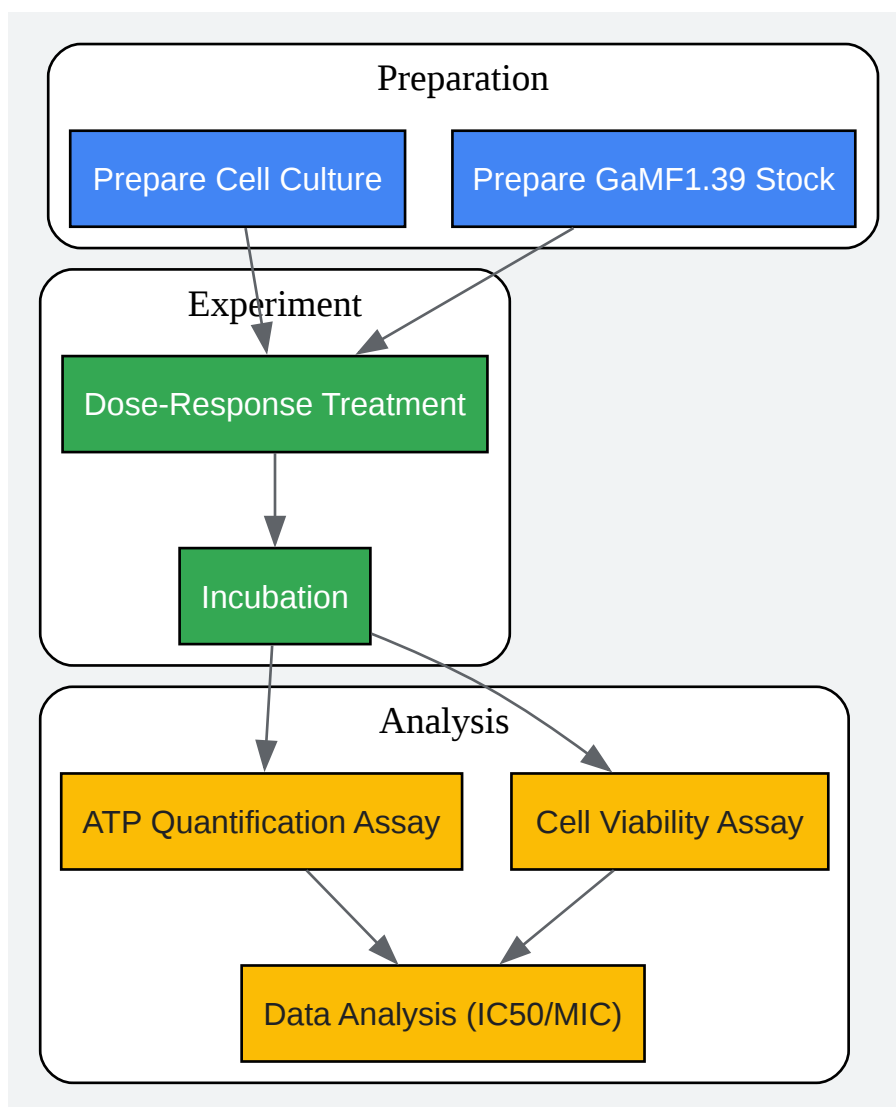 Preparation
Prepare Cell Culture
Prepare GaMF1.39 Stock
Experiment
Dose-Response Treatment
Incubation
Analysis
ATP Quantification Assay
Cell Viability Assay
Data Analysis (IC50/MIC)